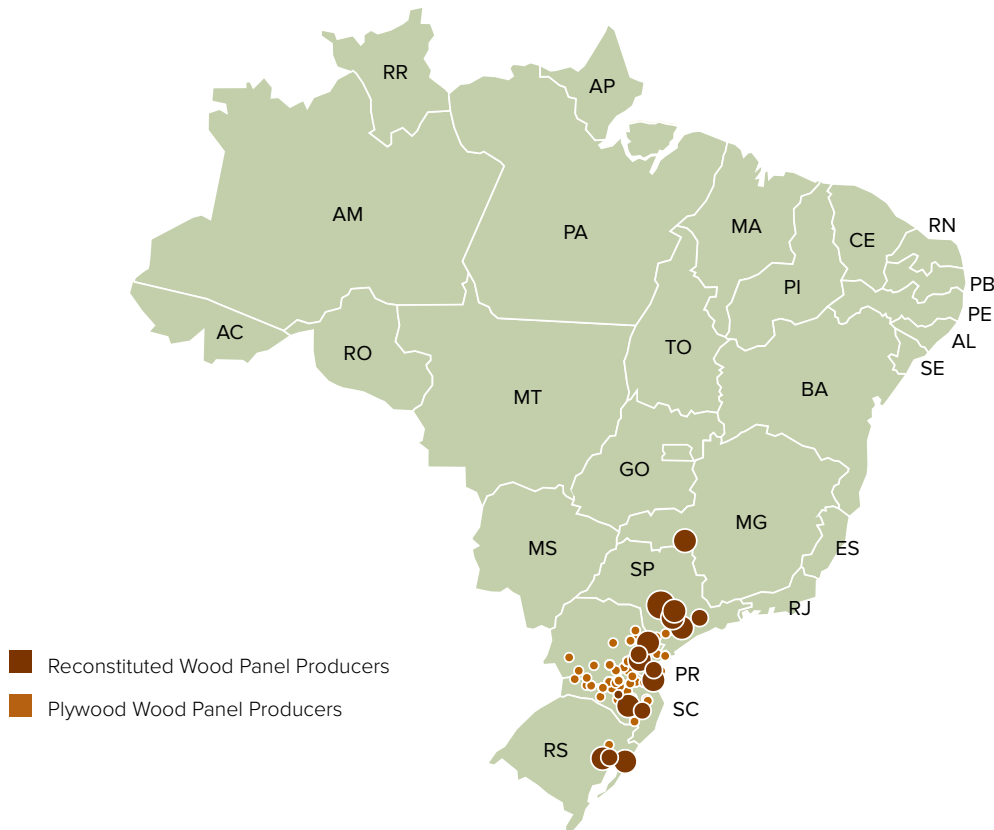 RR
AP
AM
PA
MA
CE
RN
PI
PB
PE
AC
AL
RO
TO
SE
MT
BA
GO
MG
MS
ES
SP
RJ
Reconstituted Wood Panel Producers
PR
Plywood Wood Panel Producers
SC
RS